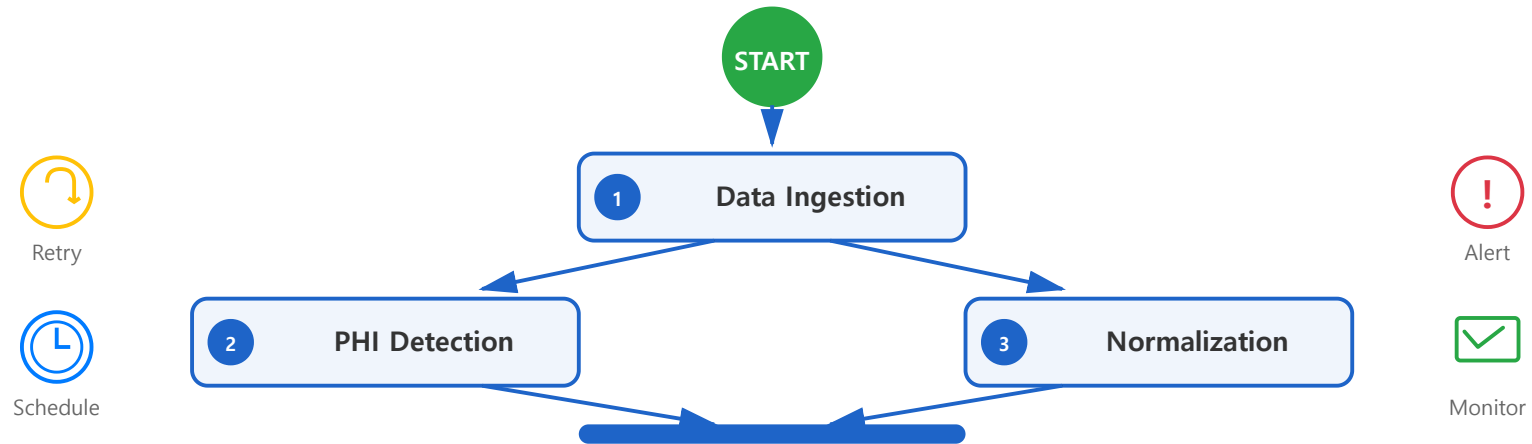 START
1
Data Ingestion
Retry
!
Alert
2
PHI Detection
3
Normalization
Schedule
Monitor